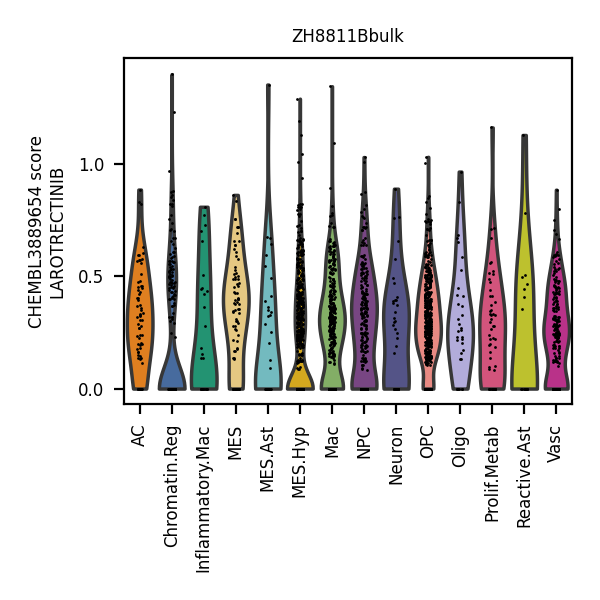 ZH8811Bbulk
CHEMBL3889654 score
LAROTRECTINIB
1.0
0.5
0.0
AC
Chromatin.Reg
Inflammatory.Mac
MES
MES.Ast
MES.Hyp
Mac
NPC
Neuron
OPC
Oligo
Prolif.Metab
Reactive.Ast
Vasc